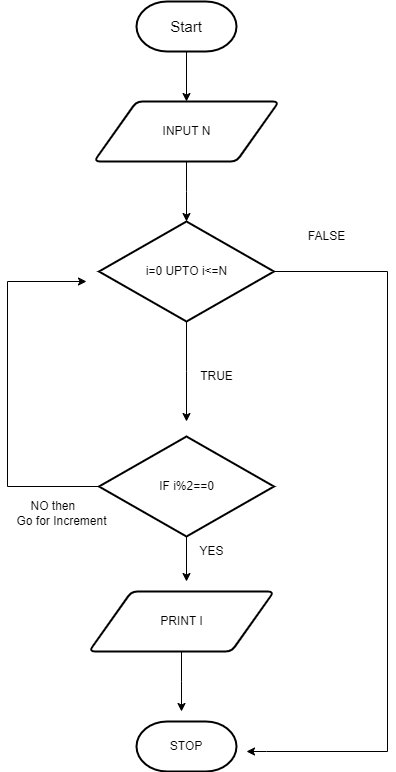 Start
INPUT N
FALSE
i=0 UPTO i<=N
TRUE
IF i%2==0
NO then
Go for Increment
YES
PRINT I
STOP